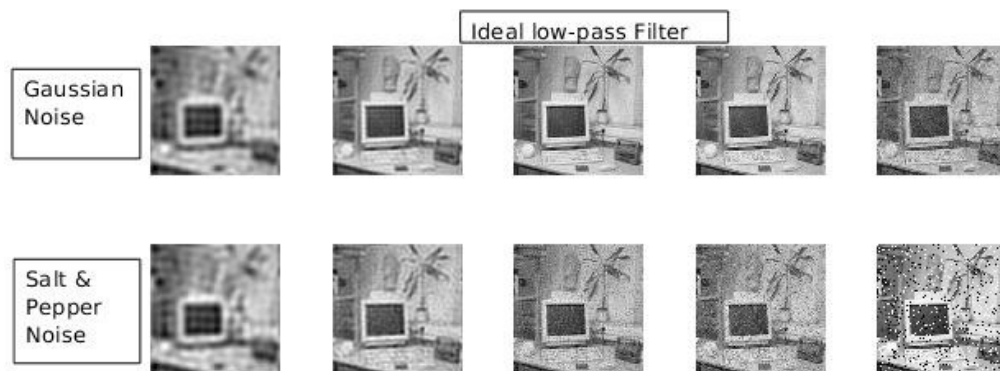 Ideal low-pass Filter
Gaussian
Noise
Salt &
Pepper
Noise